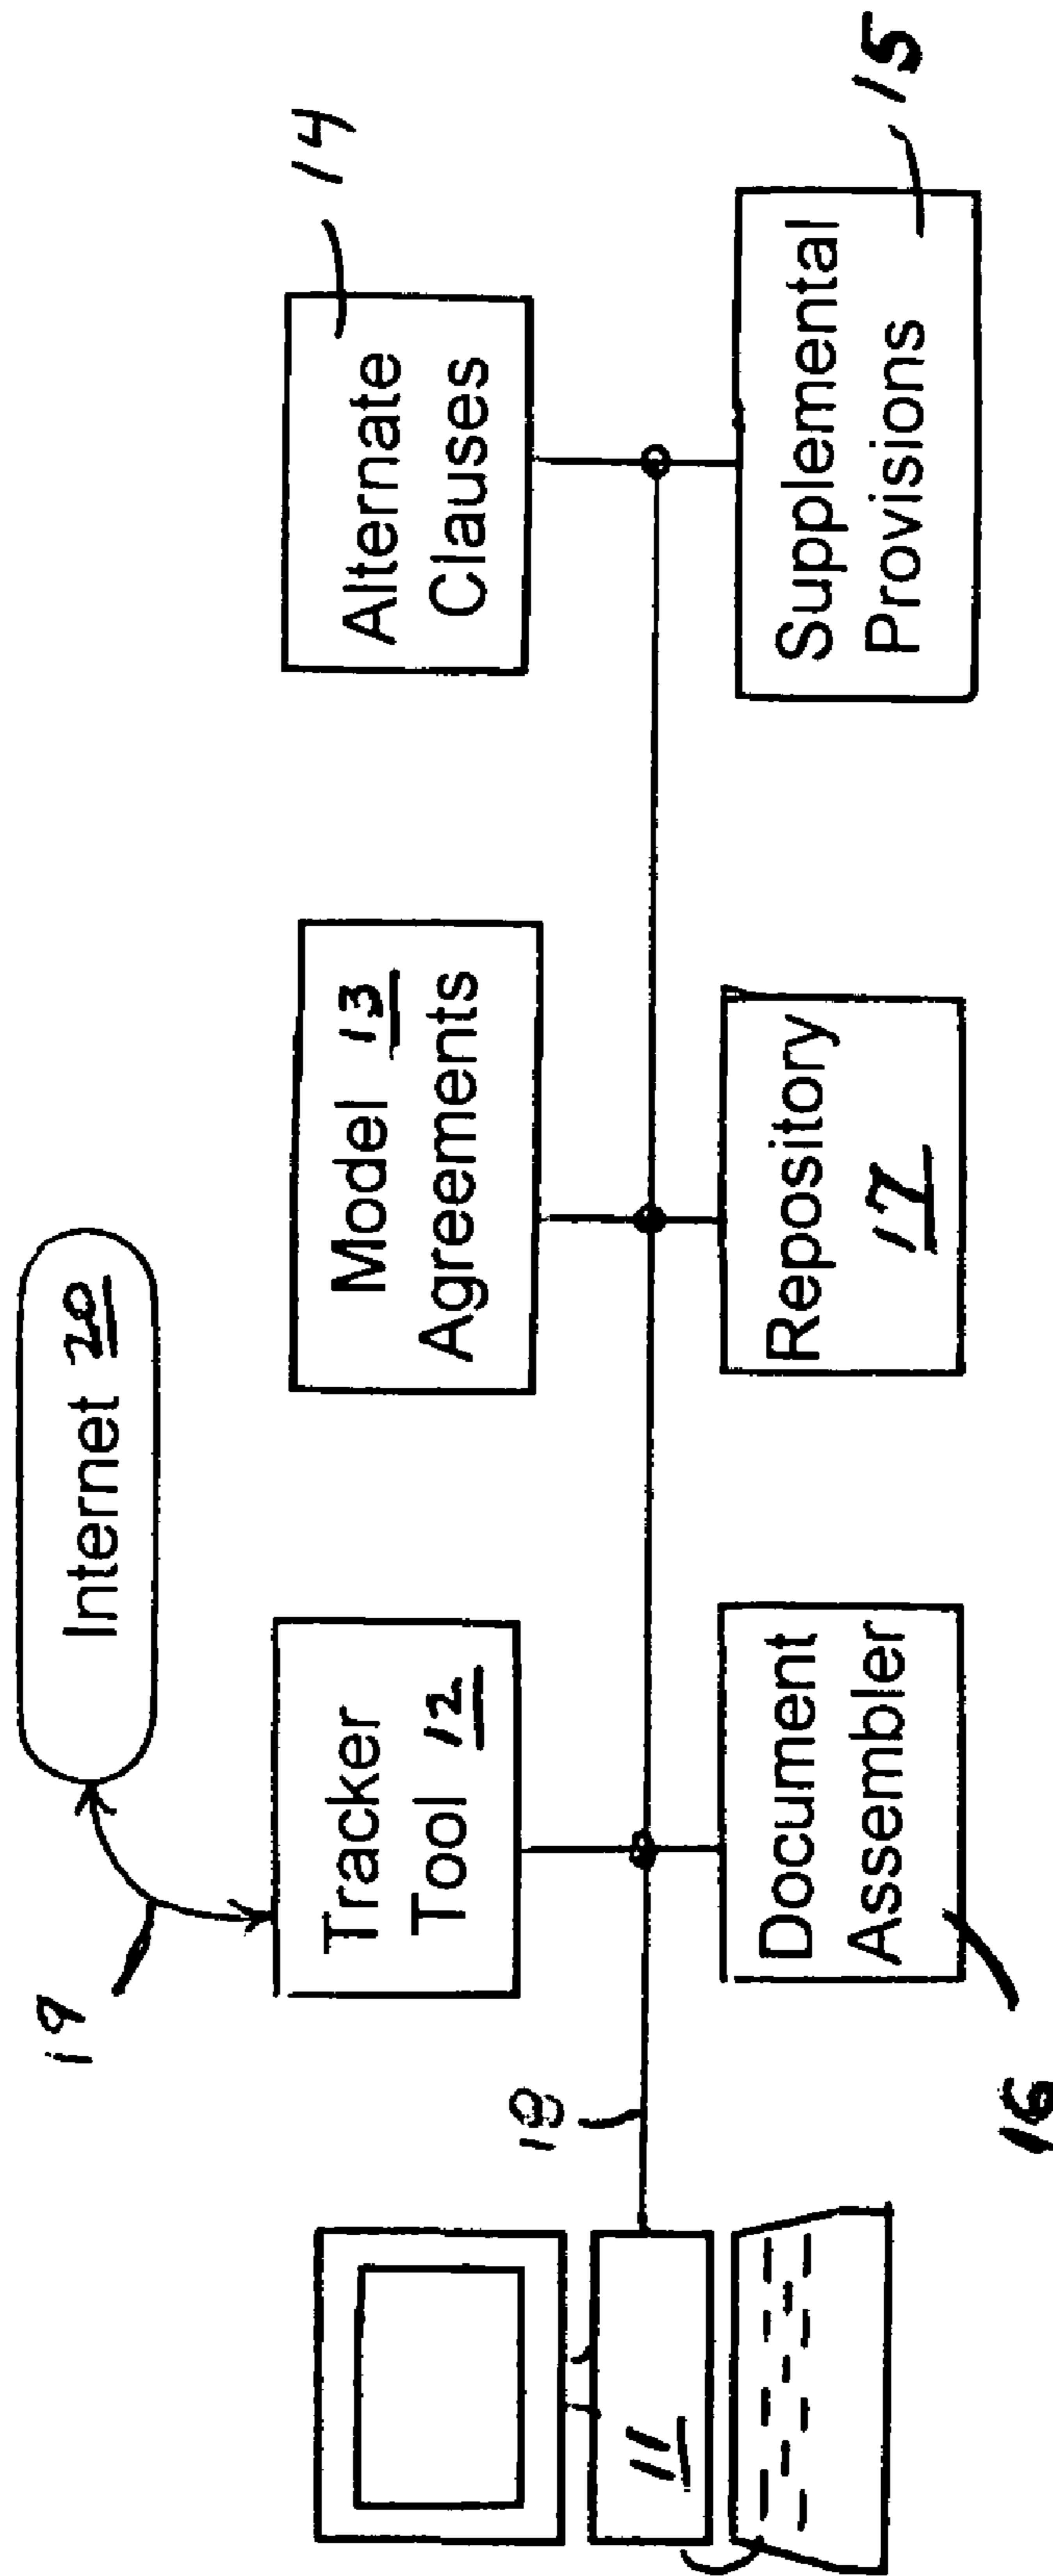 Internet 20
19
Tracker
Tool 12
Model 13
Agreements
Alternate
Clauses
14
18
11
Document
Assembler
16
Repository
17
Supplemental
Provisions
15